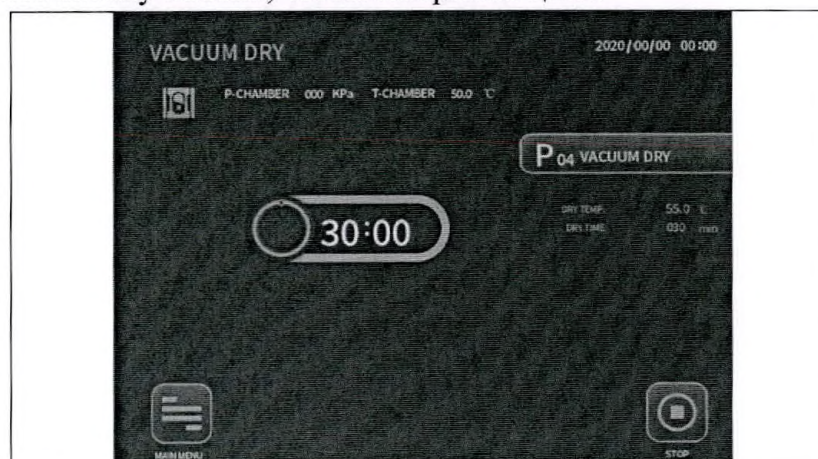 VACUUM DRY
2020/00/00 00:00
P-CHAMBER 000 KPa T-CHAMBER 50.0 ℃
P 04 VACUUM DRY
30:00
DRY TEMP. 55.0
DRY TIME 030 min
MAIN MENU
STOP